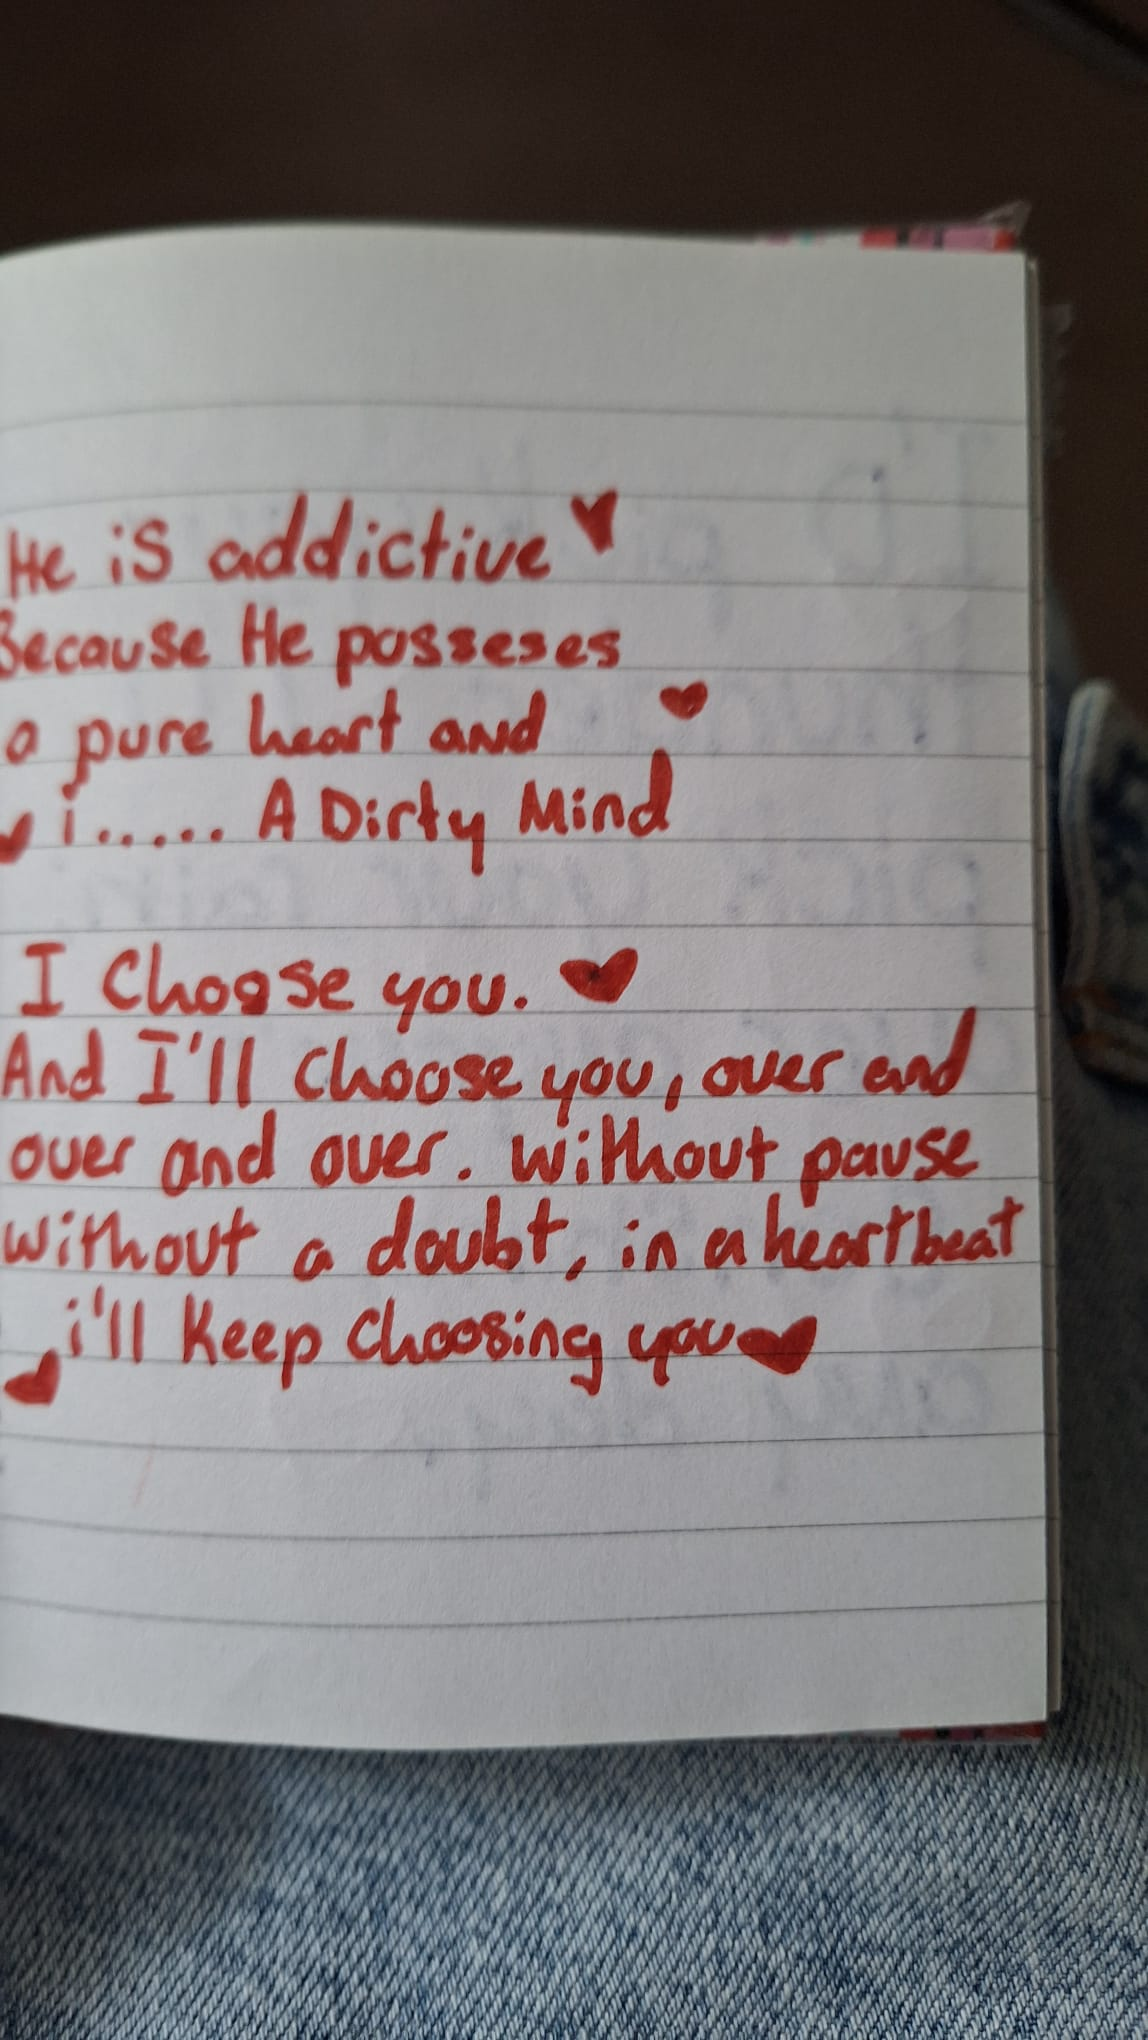 He is addictive
Because He posseses
a pure heart and
i..... A Dirty Mind
I Choose you.
And I'll choose you, over and
over and over. Without pause
without a doubt, in a heartbeat
i'll Keep choosing you